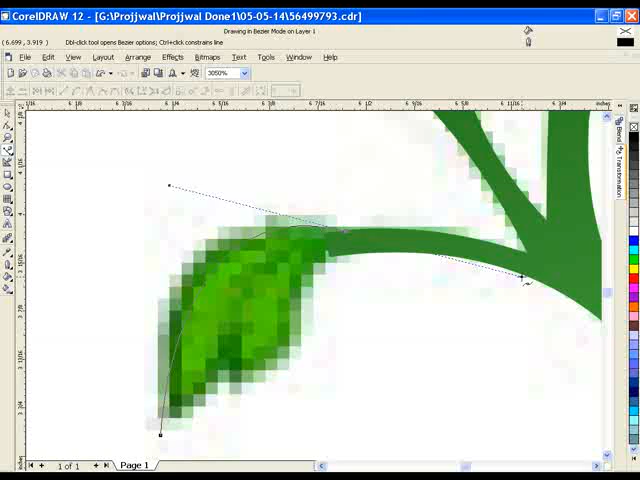 CorelDRAW 12 - [G:\Projjwal\Projjwal Done1\05-05-14\56499793.cdr]
Drawing in Bezier Mode on Layer 1
( 6.699, 3.919 ) Dbl-click tool opens Bezier options; Ctrl+click constrains line
File Edit View Layout Arrange Effects Bitmaps Text Tools Window Help
3050%
inches
Blend
Transformation
1 of 1
Page 1